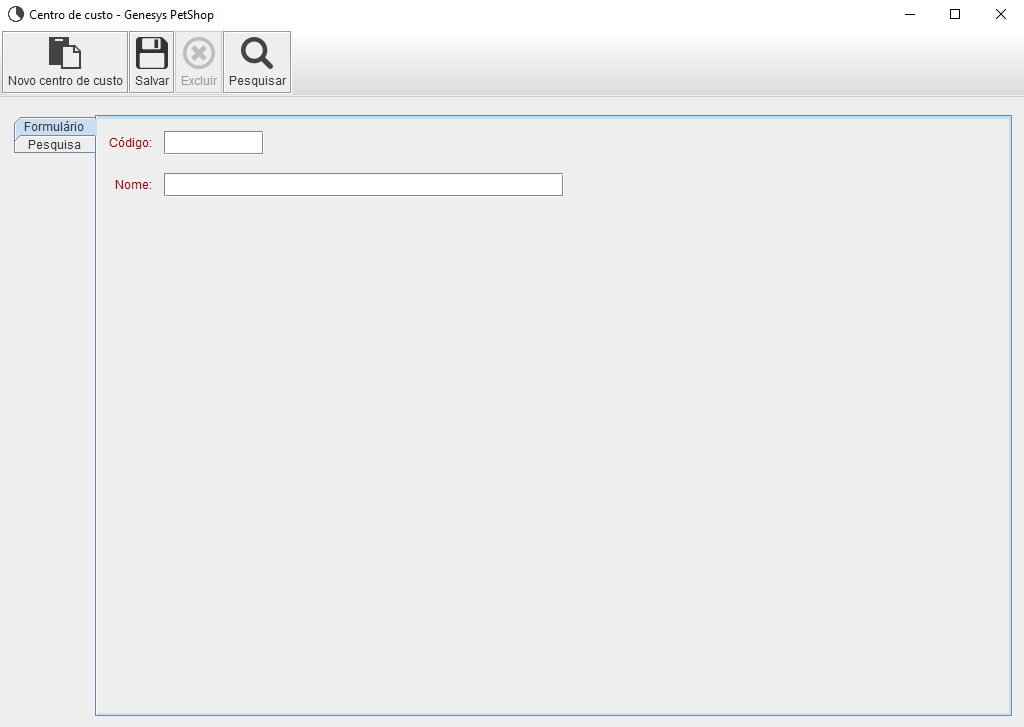 Centro de custo - Genesys PetShop
Novo centro de custo Salvar Excluir Pesquisar
Formulário
Pesquisa
Código:
Nome: